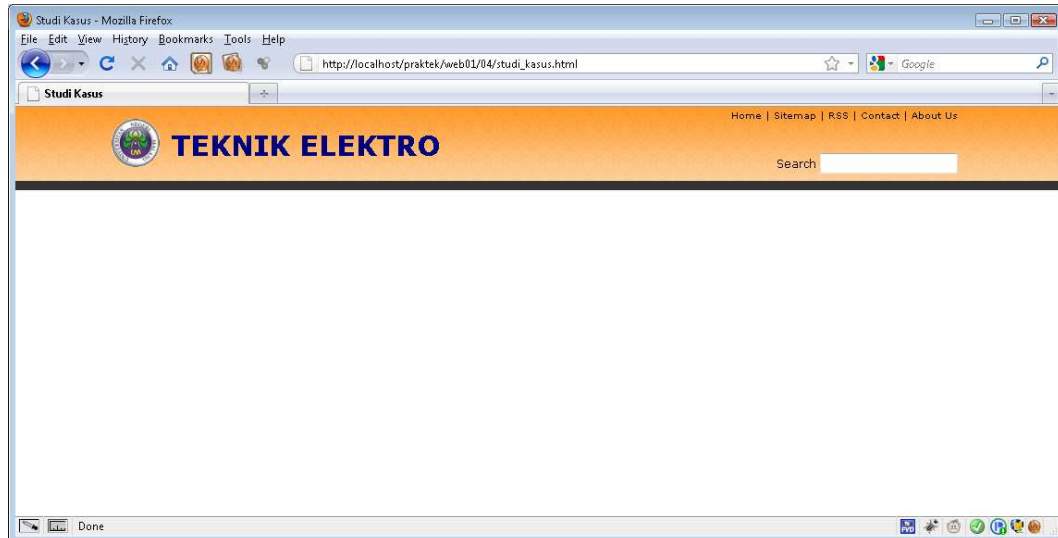 Studi Kasus - Mozilla Firefox
File Edit View History Bookmarks Tools Help
http://localhost/praktek/web01/04/studi_kasus.html
Google
Studi Kasus
Home | Sitemap | RSS | Contact | About Us
TEKNIK ELEKTRO
Search
Done